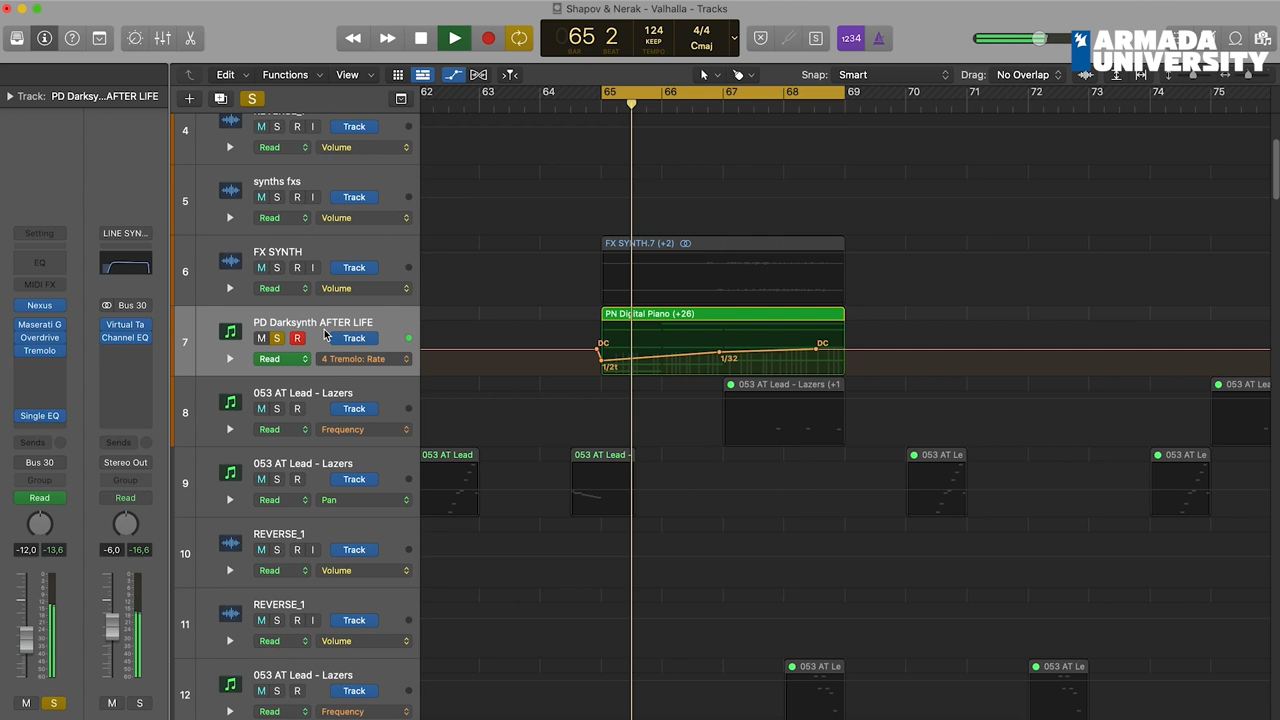 Shapov & Nerak - Valhalla - Tracks
65 2
BAR BEAT
124
KEEP
TEMPO
4/4
Cmaj
1234
ARMADA
UNIVERSITY
Track: PD Darksy...AFTER LIFE
Edit Functions View
Snap: Smart
Drag: No Overlap
S
62 63 64 65 66 67 68 69 70 71 72 73 74 75
4
M S R I Track
Read Volume
5
synths fxs
M S R I Track
Read Volume
6
FX SYNTH
M S R I Track
Read Volume
FX SYNTH.7 (+2)
7
PD Darksynth AFTER LIFE
M S R Track
Read 4 Tremolo: Rate
PN Digital Piano (+26)
DC
1/2t
1/32
DC
8
053 AT Lead - Lazers
M S R Track
Read Frequency
053 AT Lead - Lazers (+1
053 AT Lea
9
053 AT Lead - Lazers
M S R Track
Read Pan
053 AT Lead
053 AT Lead -
053 AT Le
053 AT Le
10
REVERSE_1
M S R I Track
Read Volume
11
REVERSE_1
M S R I Track
Read Volume
12
053 AT Lead - Lazers
M S R Track
Read Frequency
053 AT Le
053 AT Le
Setting
LINE SYN...
EQ
MIDI FX
Nexus
Bus 30
Maserati G
Virtual Ta
Overdrive
Channel EQ
Tremolo
Single EQ
Sends
Sends
Bus 30
Stereo Out
Group
Group
Read
Read
-12,0 -13,6
-6,0 -16,6
M S
M S